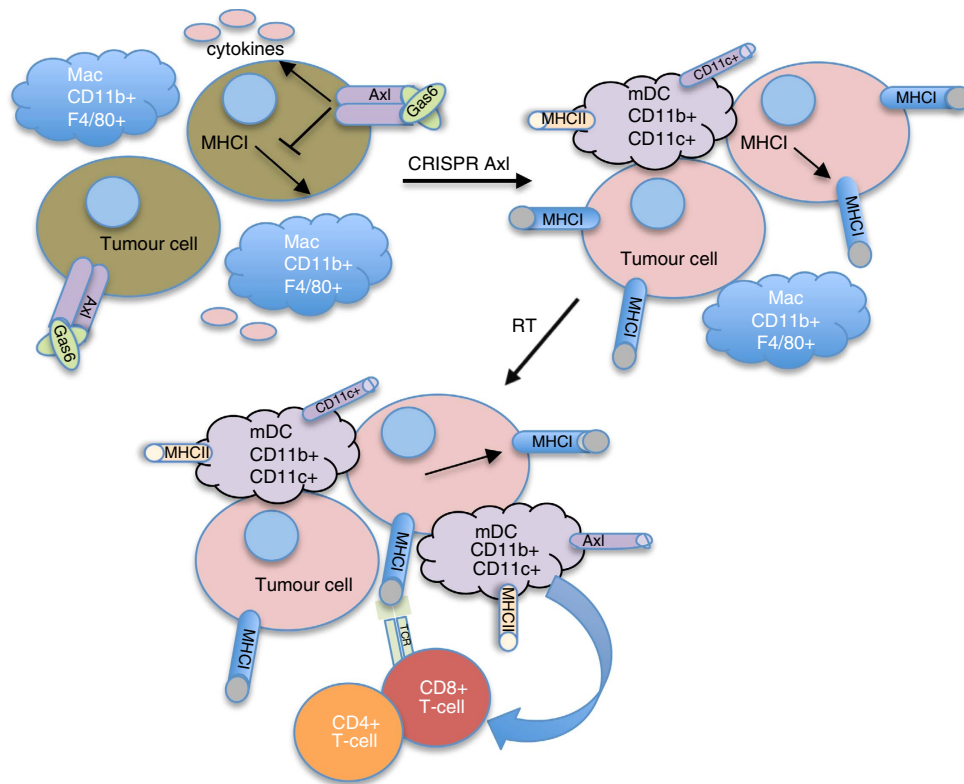 cytokines
Mac
CD11b+
F4/80+
Axl
Gas6
MHCI
Tumour cell
Axl
Gas6
Mac
CD11b+
F4/80+
CRISPR Axl
CD11c+
mDC
CD11b+
CD11c+
MHCII
MHCI
MHCI
MHCI
MHCI
Tumour cell
MHCI
Mac
CD11b+
F4/80+
RT
CD11c+
mDC
CD11b+
CD11c+
MHCII
MHCI
Tumour cell
MHCI
MHCI
mDC
CD11b+
CD11c+
Axl
MHCII
TCR
CD8+
T-cell
CD4+
T-cell